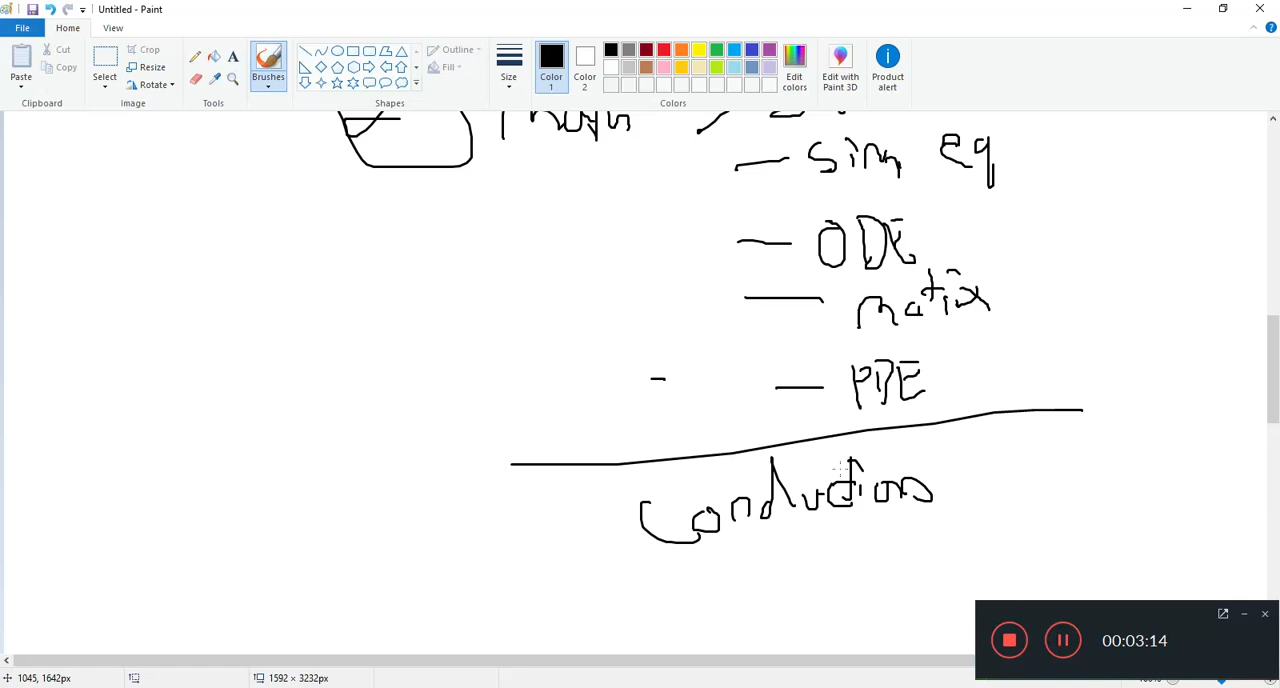 Untitled - Paint
File Home View
Paste
Cut
Copy
Clipboard
Select
Crop
Resize
Rotate
Image
A
Tools
Brushes
Shapes
Outline
Fill
Size
Color 1
Color 2
Colors
Edit colors
Edit with Paint 3D
Product alert
— Sim eq
— ODE
— matix
- — PDE
Conductions
00:03:14
1045, 1642px
1592 × 3232px